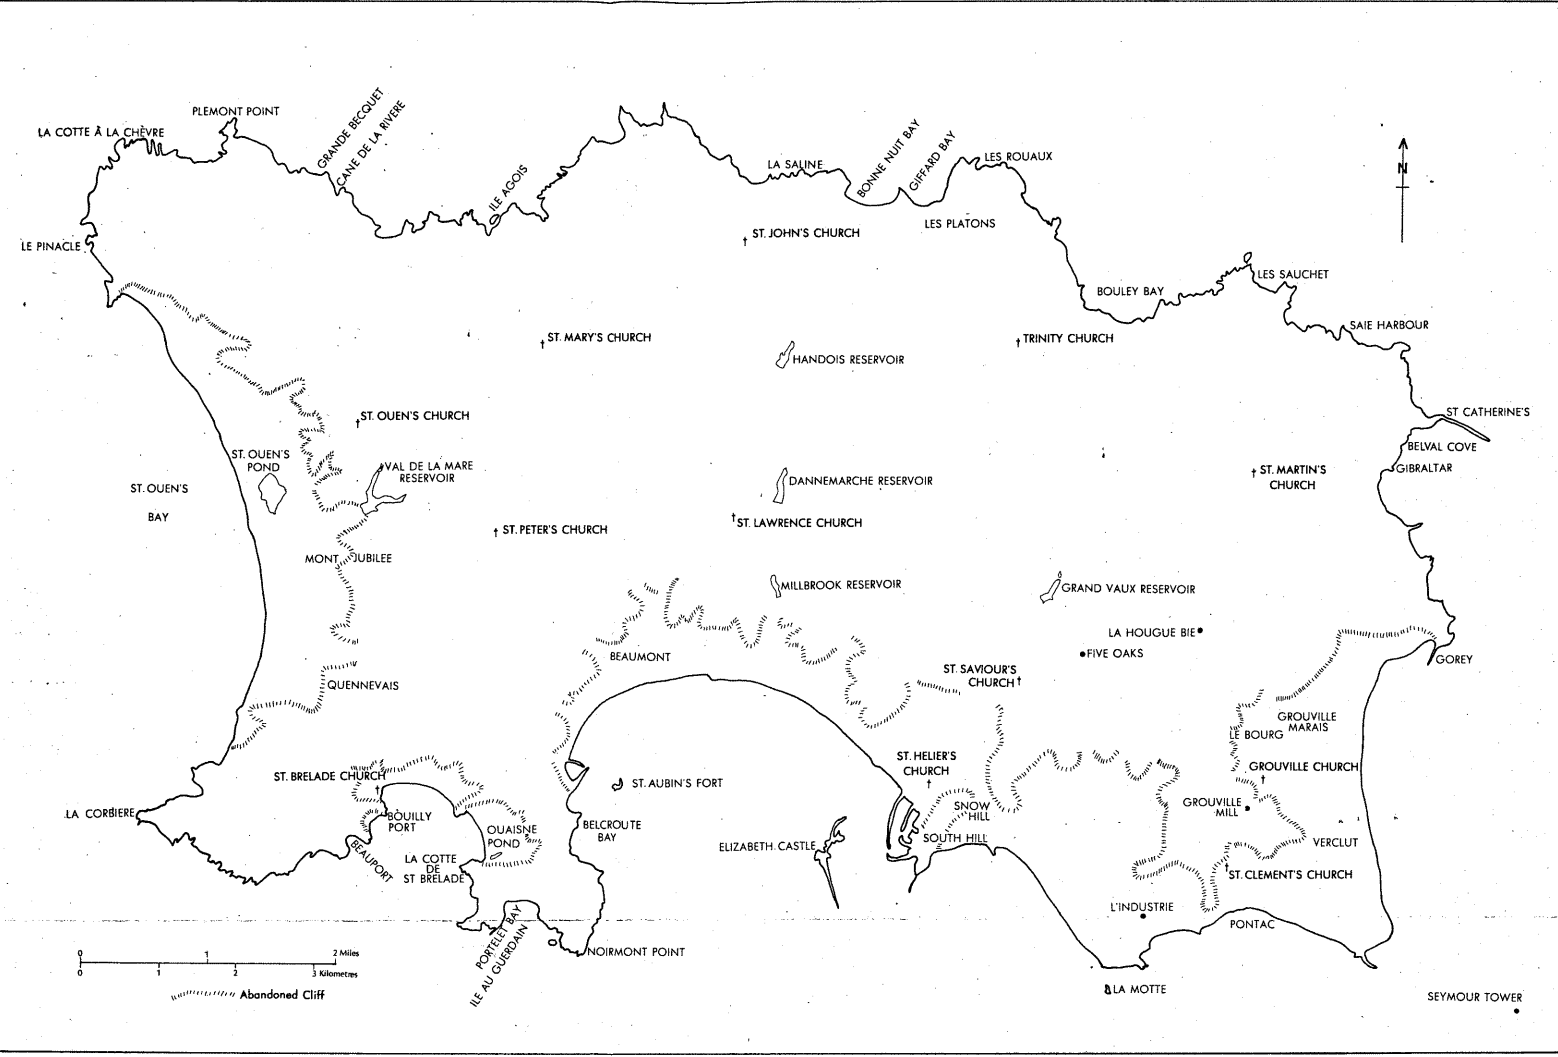 PLEMONT POINT
LA COTTE À LA CHÈVRE
GRANDE BECQUET
CANE DE LA RIVERE
ILE AGOIS
LA SALINE
BONNE NUIT BAY
GIFFARD BAY
LES ROUAUX
N
LES PLATONS
ST. JOHN'S CHURCH
LE PINACLE
LES SAUCHET
BOULEY BAY
SAIE HARBOUR
ST. MARY'S CHURCH
TRINITY CHURCH
HANDOIS RESERVOIR
ST. OUEN'S CHURCH
ST CATHERINE'S
BELVAL COVE
GIBRALTAR
ST. OUEN'S
POND
VAL DE LA MARE
RESERVOIR
ST. MARTIN'S
CHURCH
DANNEMARCHE RESERVOIR
ST. OUEN'S
BAY
ST. LAWRENCE CHURCH
ST. PETER'S CHURCH
MONT JUBILEE
MILLBROOK RESERVOIR
GRAND VAUX RESERVOIR
LA HOUGUE BIE
FIVE OAKS
BEAUMONT
GOREY
ST. SAVIOUR'S
CHURCH
QUENNEVAIS
GROUVILLE
MARAIS
LE BOURG
ST. HELIER'S
CHURCH
GROUVILLE CHURCH
ST. BRELADE CHURCH
ST. AUBIN'S FORT
GROUVILLE
MILL
SNOW
HILL
LA CORBIERE
BOUILLY
PORT
BELCROUTE
BAY
OUAISNE
POND
SOUTH HILL
VERCLUT
ELIZABETH CASTLE
BEAUPORT
LA COTTE
DE
ST BRELADE
ST. CLEMENT'S CHURCH
L'INDUSTRIE
PONTAC
PORTELET BAY
ILE AU GUERDAIN
NOIRMONT POINT
0 1 2 Miles
0 1 2 3 Kilometres
Abandoned Cliff
LA MOTTE
SEYMOUR TOWER